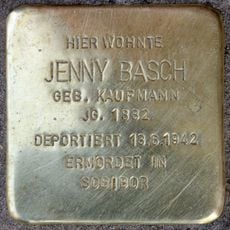 HIER WOHNTE
JENNY BASCH
GEB. KAUFMANN
JG. 1882
DEPORTIERT 13.6.1942
ERMORDET IN
SOBIBOR